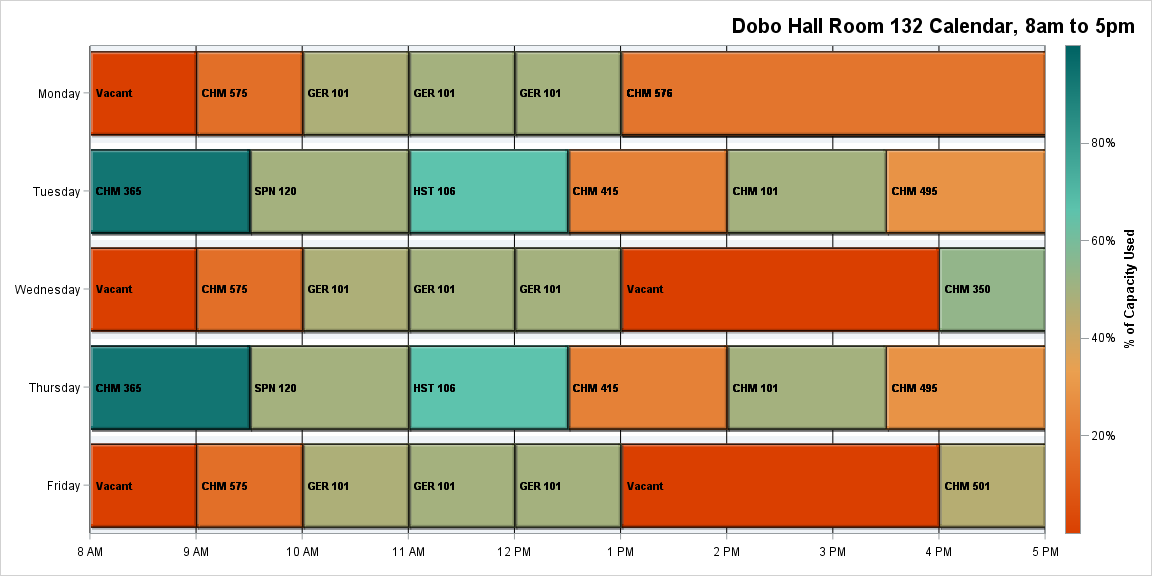 Dobo Hall Room 132 Calendar, 8am to 5pm
Monday
Vacant
CHM 575
GER 101
GER 101
GER 101
CHM 576
Tuesday
CHM 365
SPN 120
HST 106
CHM 415
CHM 101
CHM 495
Wednesday
Vacant
CHM 575
GER 101
GER 101
GER 101
Vacant
CHM 350
Thursday
CHM 365
SPN 120
HST 106
CHM 415
CHM 101
CHM 495
Friday
Vacant
CHM 575
GER 101
GER 101
GER 101
Vacant
CHM 501
8 AM
9 AM
10 AM
11 AM
12 PM
1 PM
2 PM
3 PM
4 PM
5 PM
80%
60%
40%
20%
% of Capacity Used